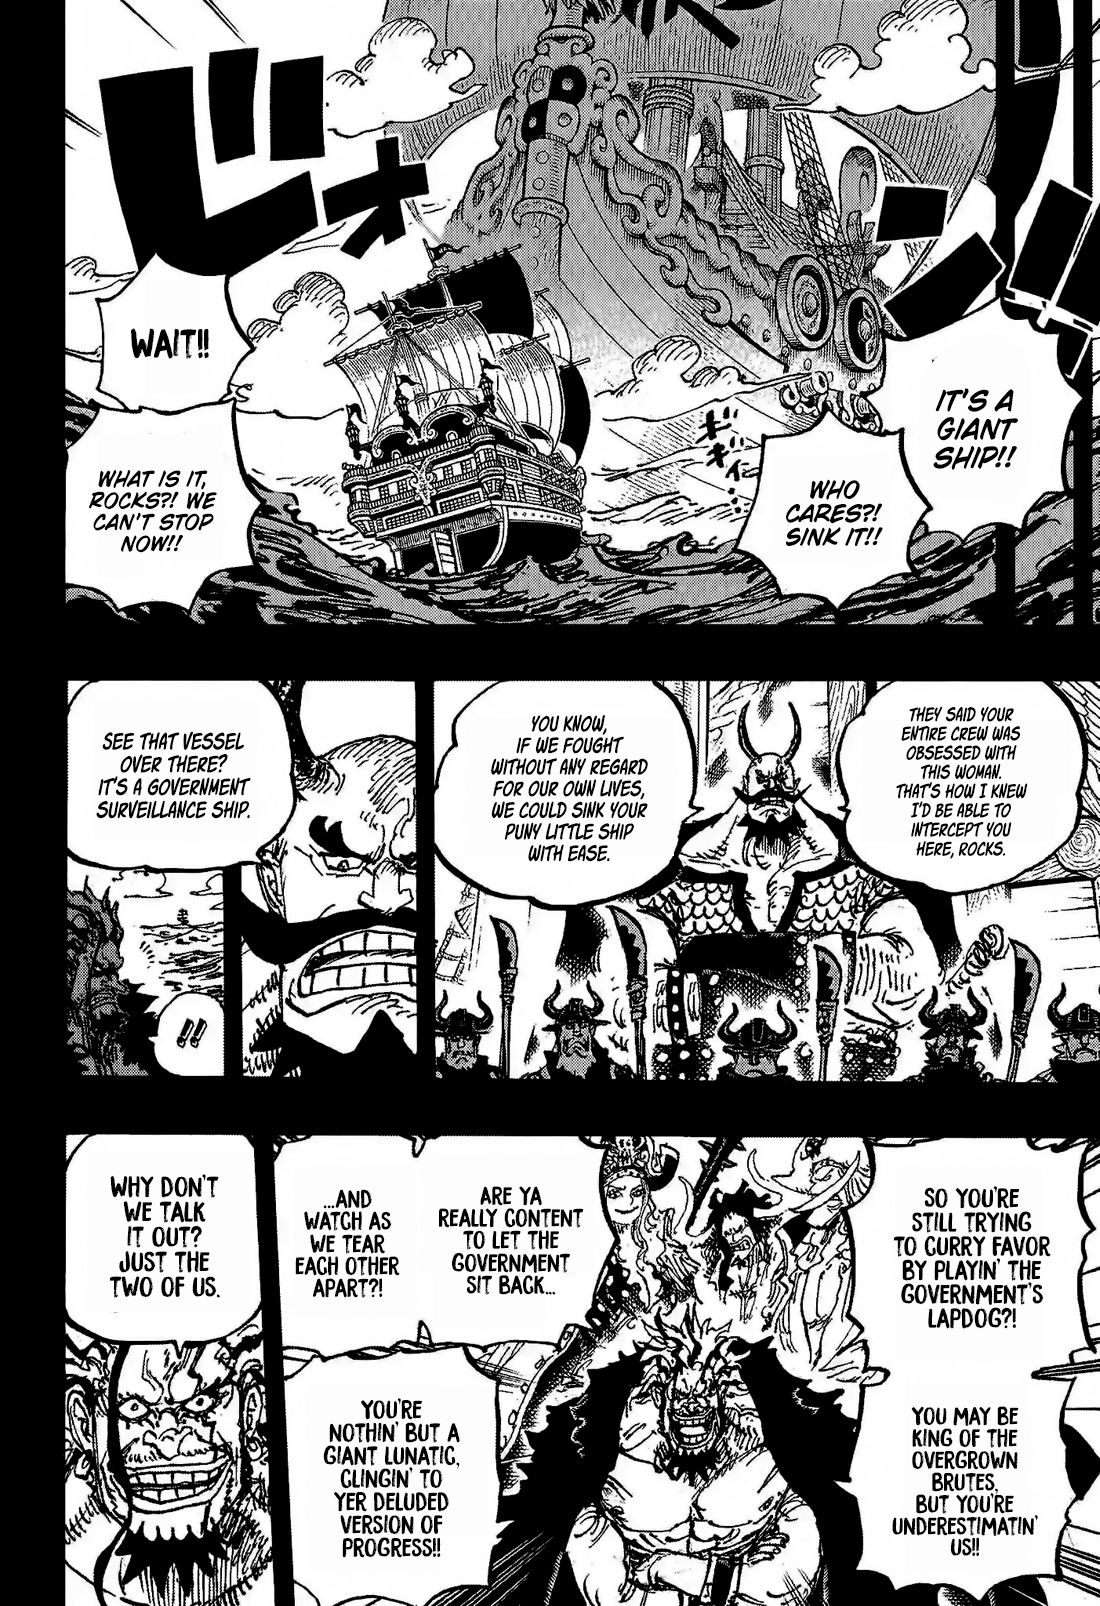 ドォン
IT'S A
GIANT
SHIP!!
WHO
CARES?!
SINK IT!!
ギギィィ...
WAIT!!
WHAT IS IT,
ROCKS?! WE
CAN'T STOP
NOW!!
THEY SAID YOUR
ENTIRE CREW WAS
OBSESSED WITH
THIS WOMAN.
THAT'S HOW I KNEW
I'D BE ABLE TO
INTERCEPT YOU
HERE, ROCKS.
YOU KNOW,
IF WE FOUGHT
WITHOUT ANY REGARD
FOR OUR OWN LIVES,
WE COULD SINK YOUR
PUNY LITTLE SHIP
WITH EASE.
SEE THAT VESSEL
OVER THERE?
IT'S A GOVERNMENT
SURVEILLANCE SHIP.
!!
SO YOU'RE
STILL TRYING
TO CURRY FAVOR
BY PLAYIN' THE
GOVERNMENT'S
LAPDOG?!
YOU MAY BE
KING OF THE
OVERGROWN
BRUTES,
BUT YOU'RE
UNDERESTIMATIN'
US!!
ARE YA
REALLY CONTENT
TO LET THE
GOVERNMENT
SIT BACK...
...AND
WATCH AS
WE TEAR
EACH OTHER
APART?!
YOU'RE
NOTHIN' BUT A
GIANT LUNATIC,
CLINGIN' TO
YER DELUDED
VERSION OF
PROGRESS!!
WHY DON'T
WE TALK
IT OUT?
JUST THE
TWO OF US.